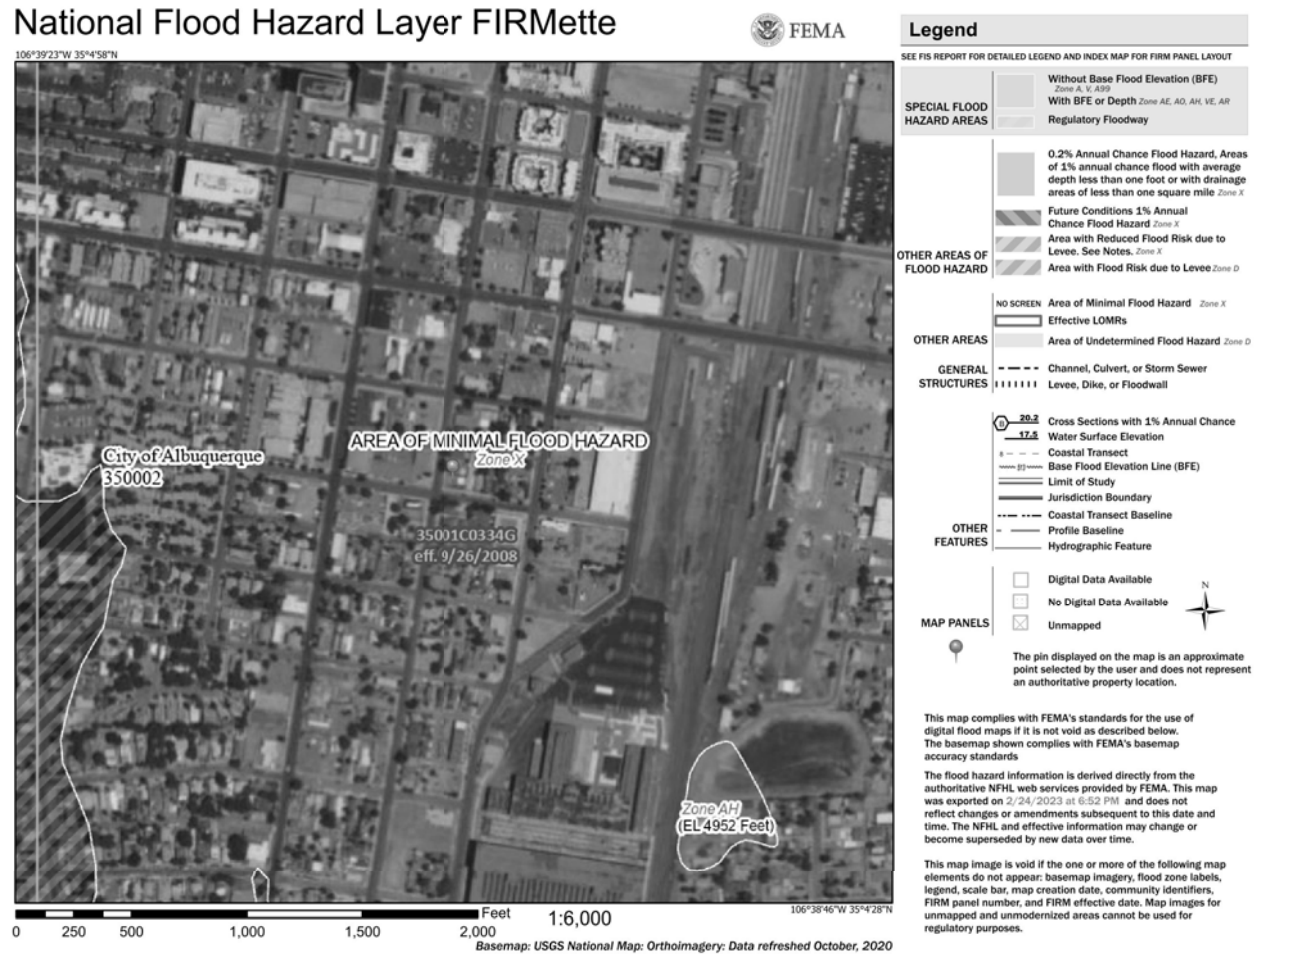 National Flood Hazard Layer FIRMette
FEMA
106°39'23"W 35°4'58"N
AREA OF MINIMAL FLOOD HAZARD
Zone X
City of Albuquerque
350002
35001C0334G
eff. 9/26/2008
Zone AH
(EL 4952 Feet)
106°38'46"W 35°4'28"N
Feet
1:6,000
0
250
500
1,000
1,500
2,000
Basemap: USGS National Map: Orthoimagery: Data refreshed October, 2020
Legend
SEE FIS REPORT FOR DETAILED LEGEND AND INDEX MAP FOR FIRM PANEL LAYOUT
SPECIAL FLOOD
HAZARD AREAS
Without Base Flood Elevation (BFE)
Zone A, V, A99
With BFE or Depth Zone AE, AO, AH, VE, AR
Regulatory Floodway
0.2% Annual Chance Flood Hazard, Areas
of 1% annual chance flood with average
depth less than one foot or with drainage
areas of less than one square mile Zone X
Future Conditions 1% Annual
Chance Flood Hazard Zone X
Area with Reduced Flood Risk due to
Levee. See Notes. Zone X
Area with Flood Risk due to Levee Zone D
OTHER AREAS OF
FLOOD HAZARD
NO SCREEN Area of Minimal Flood Hazard Zone X
Effective LOMRs
OTHER AREAS
Area of Undetermined Flood Hazard Zone D
GENERAL
STRUCTURES
Channel, Culvert, or Storm Sewer
Levee, Dike, or Floodwall
B 20.2 Cross Sections with 1% Annual Chance
17.5 Water Surface Elevation
8 Coastal Transect
Base Flood Elevation Line (BFE)
Limit of Study
Jurisdiction Boundary
Coastal Transect Baseline
OTHER
FEATURES
Profile Baseline
Hydrographic Feature
Digital Data Available
No Digital Data Available
MAP PANELS
Unmapped
N
The pin displayed on the map is an approximate
point selected by the user and does not represent
an authoritative property location.
This map complies with FEMA's standards for the use of
digital flood maps if it is not void as described below.
The basemap shown complies with FEMA's basemap
accuracy standards
The flood hazard information is derived directly from the
authoritative NFHL web services provided by FEMA. This map
was exported on 2/24/2023 at 6:52 PM and does not
reflect changes or amendments subsequent to this date and
time. The NFHL and effective information may change or
become superseded by new data over time.
This map image is void if the one or more of the following map
elements do not appear: basemap imagery, flood zone labels,
legend, scale bar, map creation date, community identifiers,
FIRM panel number, and FIRM effective date. Map images for
unmapped and unmodernized areas cannot be used for
regulatory purposes.